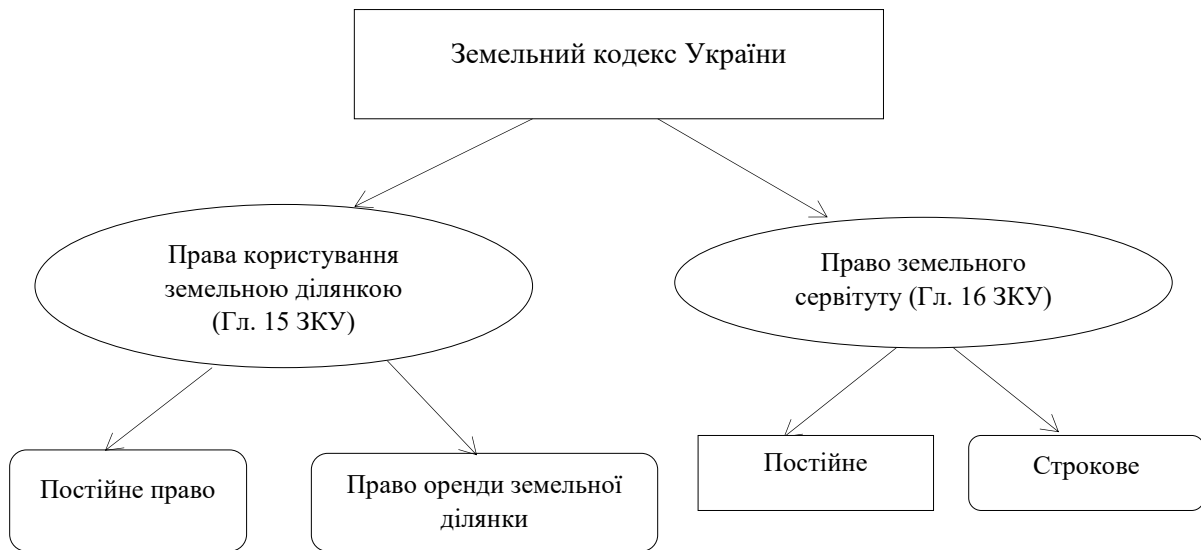 Земельний кодекс України
Права користування
земельною ділянкою
(Гл. 15 ЗКУ)
Право земельного
сервітуту (Гл. 16 ЗКУ)
Постійне право
Право оренди земельної
ділянки
Постійне
Строкове